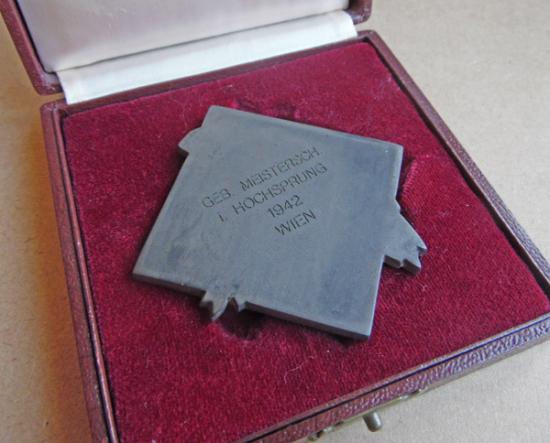 GEB MEISTERSCH
I. HOCHSPRUNG
1942
WIEN